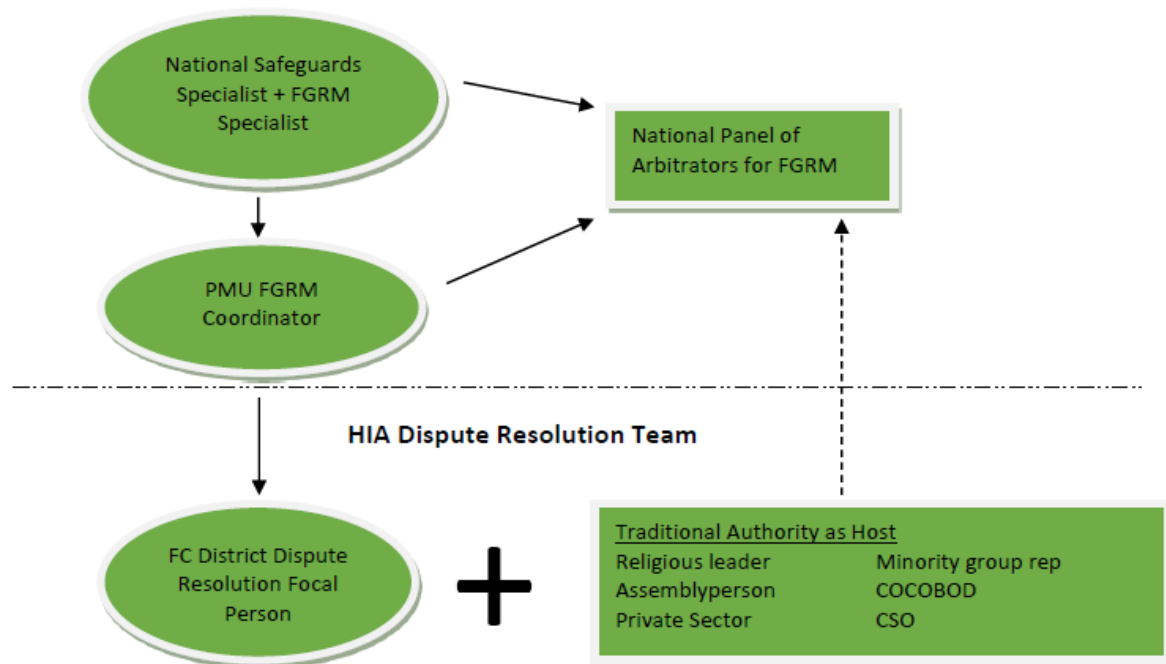 National Safeguards
Specialist + FGRM
Specialist
National Panel of
Arbitrators for FGRM
PMU FGRM
Coordinator
HIA Dispute Resolution Team
FC District Dispute
Resolution Focal
Person
+
Traditional Authority as Host
Religious leader Minority group rep
Assemblyperson COCOBOD
Private Sector CSO